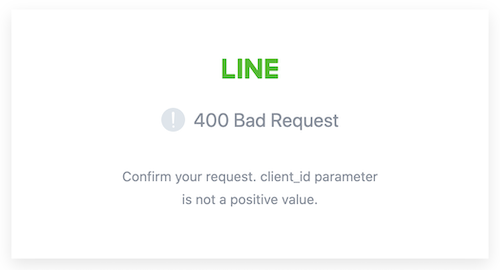 LINE
! 400 Bad Request
Confirm your request. client_id parameter
is not a positive value.